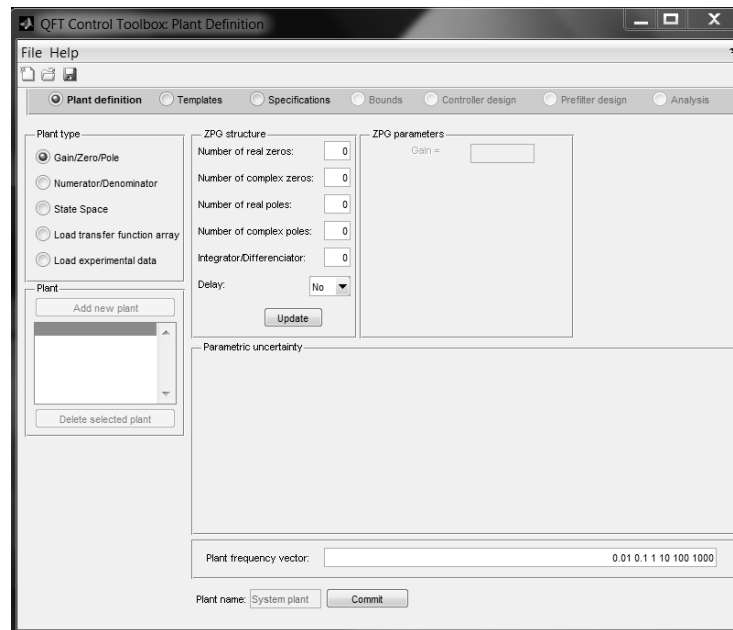 QFT Control Toolbox: Plant Definition
File Help
Plant definition Templates Specifications Bounds Controller design Prefilter design Analysis
Plant type
Gain/Zero/Pole
Numerator/Denominator
State Space
Load transfer function array
Load experimental data
Plant
Add new plant
Delete selected plant
ZPG structure
Number of real zeros: 0
Number of complex zeros: 0
Number of real poles: 0
Number of complex poles: 0
Integrator/Differenciator: 0
Delay: No
Update
ZPG parameters
Gain =
Parametric uncertainty
Plant frequency vector: 0.01 0.1 1 10 100 1000
Plant name: System plant Commit